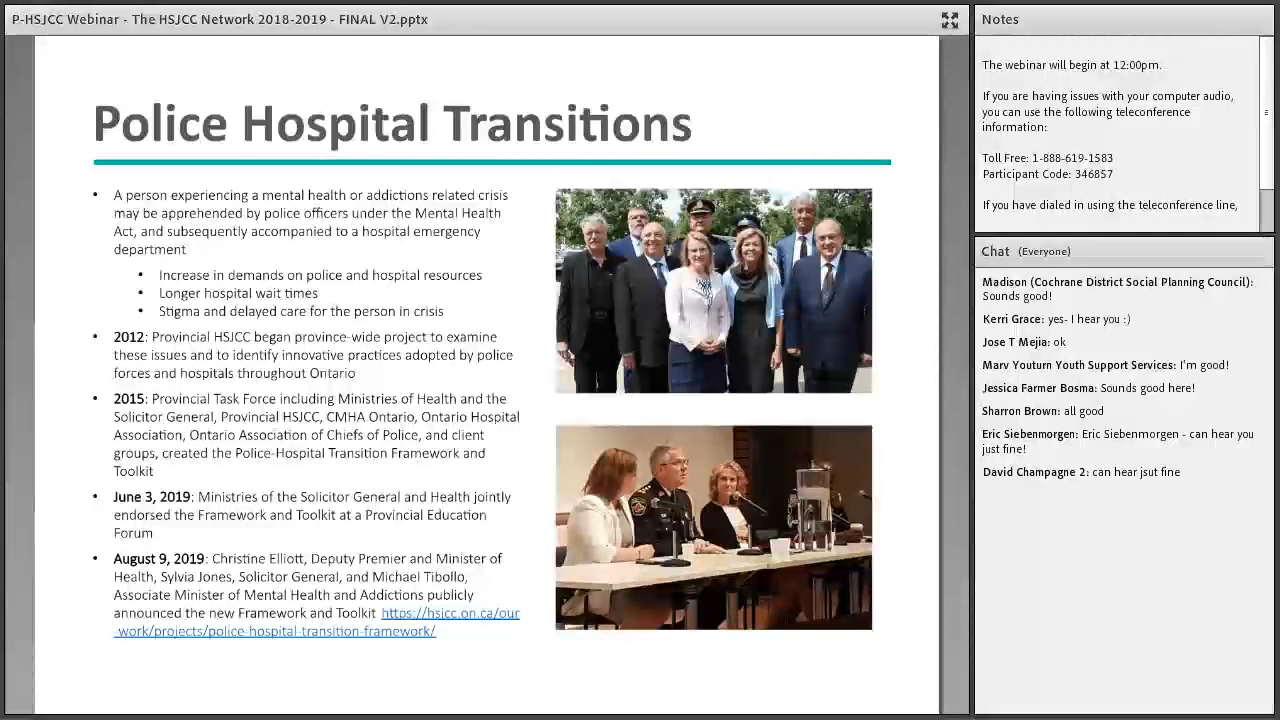 P-HSJCC Webinar - The HSJCC Network 2018-2019 - FINAL V2.pptx
Police Hospital Transitions
• A person experiencing a mental health or addictions related crisis
may be apprehended by police officers under the Mental Health
Act, and subsequently accompanied to a hospital emergency
department
• Increase in demands on police and hospital resources
• Longer hospital wait times
• Stigma and delayed care for the person in crisis
• 2012: Provincial HSJCC began province-wide project to examine
these issues and to identify innovative practices adopted by police
forces and hospitals throughout Ontario
• 2015: Provincial Task Force including Ministries of Health and the
Solicitor General, Provincial HSJCC, CMHA Ontario, Ontario Hospital
Association, Ontario Association of Chiefs of Police, and client
groups, created the Police-Hospital Transition Framework and
Toolkit
• June 3, 2019: Ministries of the Solicitor General and Health jointly
endorsed the Framework and Toolkit at a Provincial Education
Forum
• August 9, 2019: Christine Elliott, Deputy Premier and Minister of
Health, Sylvia Jones, Solicitor General, and Michael Tibollo,
Associate Minister of Mental Health and Addictions publicly
announced the new Framework and Toolkit https://hsjcc.on.ca/our
_work/projects/police-hospital-transition-framework/
Notes
The webinar will begin at 12:00pm.
If you are having issues with your computer audio,
you can use the following teleconference
information:
Toll Free: 1-888-619-1583
Participant Code: 346857
If you have dialed in using the teleconference line,
Chat (Everyone)
Madison (Cochrane District Social Planning Council):
Sounds good!
Kerri Grace: yes- I hear you :)
Jose T Mejia: ok
Marv Youturn Youth Support Services: I'm good!
Jessica Farmer Bosma: Sounds good here!
Sharron Brown: all good
Eric Siebenmorgen: Eric Siebenmorgen - can hear you
just fine!
David Champagne 2: can hear jsut fine